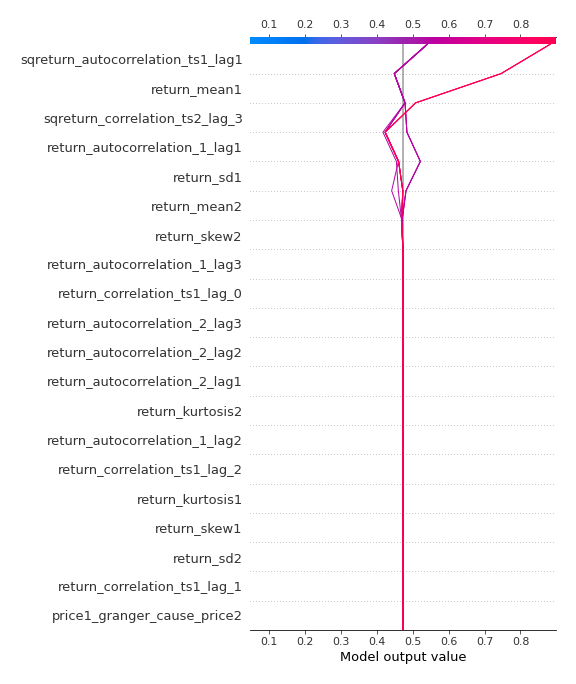 0.1 0.2 0.3 0.4 0.5 0.6 0.7 0.8
sqreturn_autocorrelation_ts1_lag1
return_mean1
sqreturn_correlation_ts2_lag_3
return_autocorrelation_1_lag1
return_sd1
return_mean2
return_skew2
return_autocorrelation_1_lag3
return_correlation_ts1_lag_0
return_autocorrelation_2_lag3
return_autocorrelation_2_lag2
return_autocorrelation_2_lag1
return_kurtosis2
return_autocorrelation_1_lag2
return_correlation_ts1_lag_2
return_kurtosis1
return_skew1
return_sd2
return_correlation_ts1_lag_1
price1_granger_cause_price2
0.1 0.2 0.3 0.4 0.5 0.6 0.7 0.8
Model output value